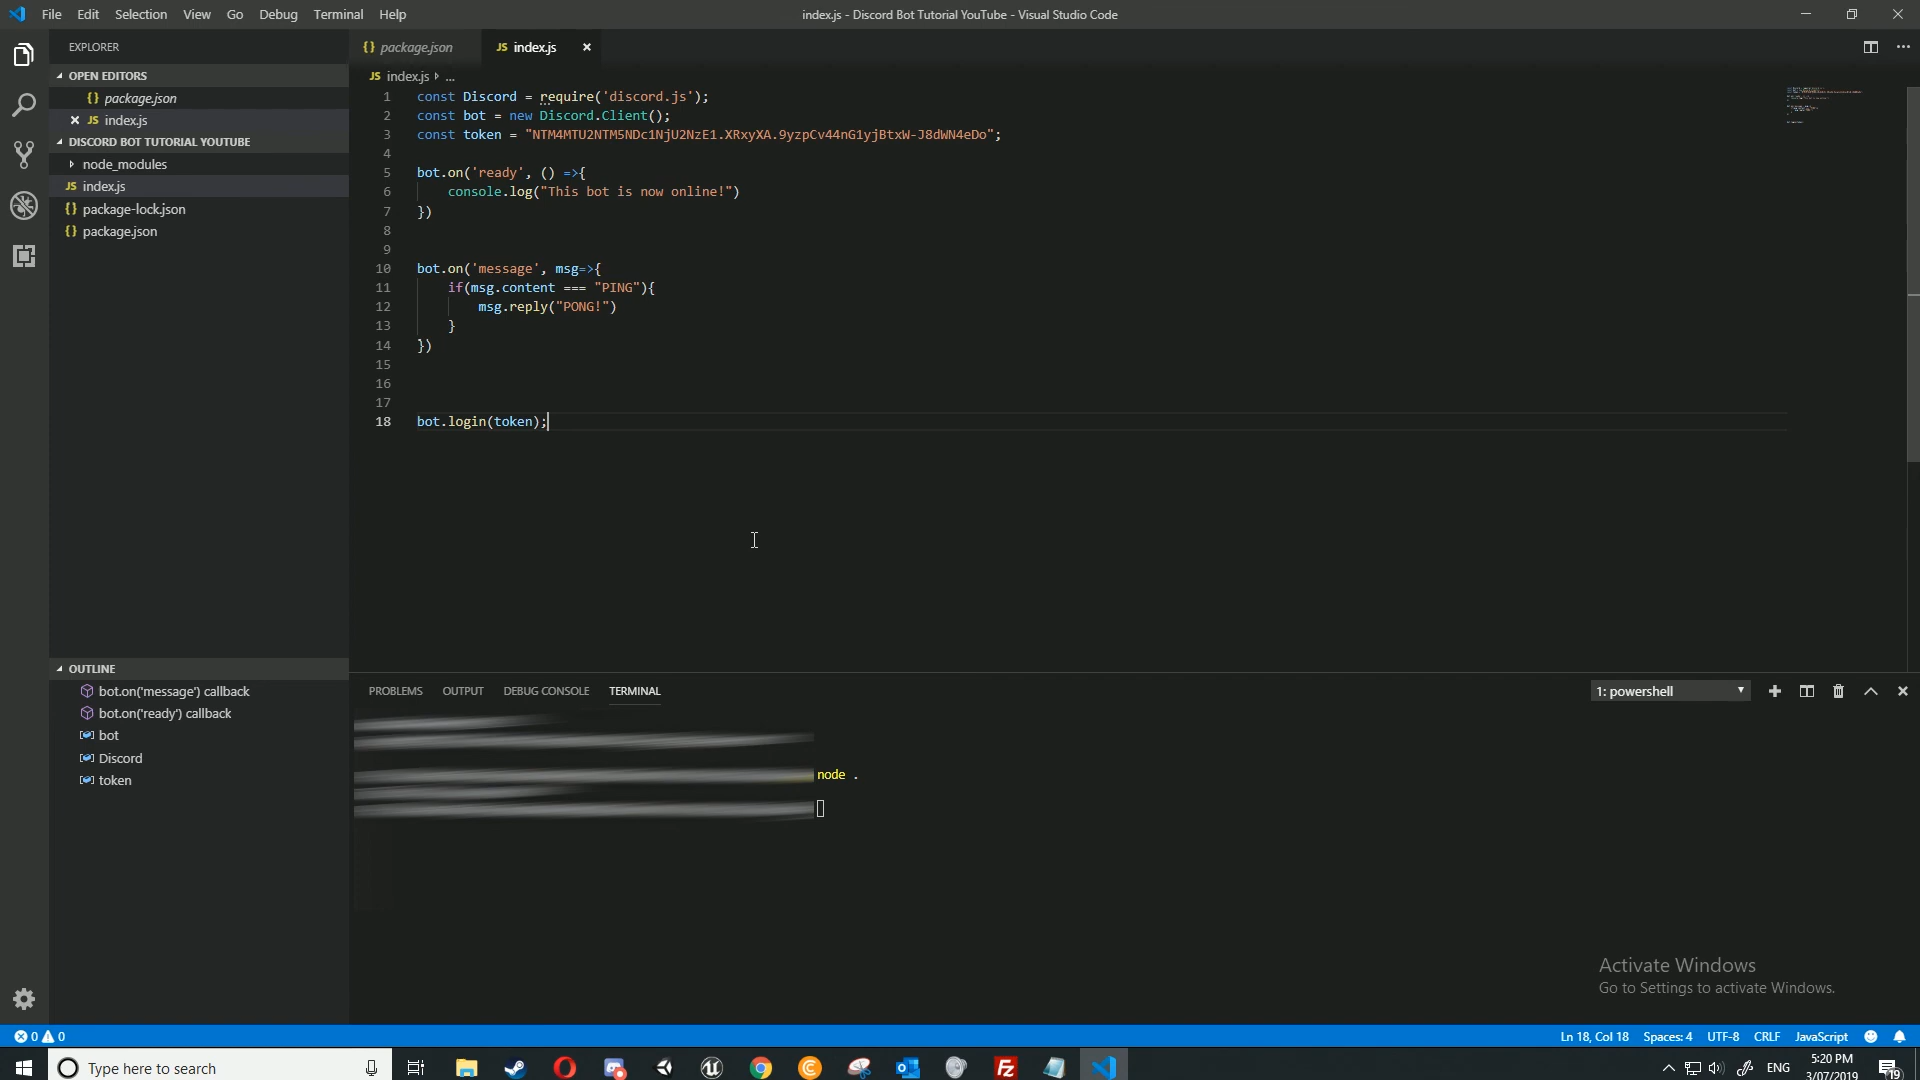 File Edit Selection View Go Debug Terminal Help
index.js - Discord Bot Tutorial YouTube - Visual Studio Code
EXPLORER
OPEN EDITORS
{} package.json
JS index.js
DISCORD BOT TUTORIAL YOUTUBE
node_modules
JS index.js
{} package-lock.json
{} package.json
OUTLINE
bot.on('message') callback
bot.on('ready') callback
bot
Discord
token
{} package.json JS index.js
JS index.js ...
1 const Discord = require('discord.js');
2 const bot = new Discord.Client();
3 const token = "NTM4MTU2NTM5NDc1NjU2NzE1.XRxyXA.9yzpCv44nG1yjBtxW-J8dWN4eDo";
4
5 bot.on('ready', () =>{
6 console.log("This bot is now online!")
7 })
8
9
10 bot.on('message', msg=>{
11 if(msg.content === "PING"){
12 msg.reply("PONG!")
13 }
14 })
15
16
17
18 bot.login(token);
PROBLEMS OUTPUT DEBUG CONSOLE TERMINAL
1: powershell
node .
Activate Windows
Go to Settings to activate Windows.
0 0
Ln 18, Col 18 Spaces: 4 UTF-8 CRLF JavaScript
Type here to search
ENG
5:20 PM
3/07/2019
19